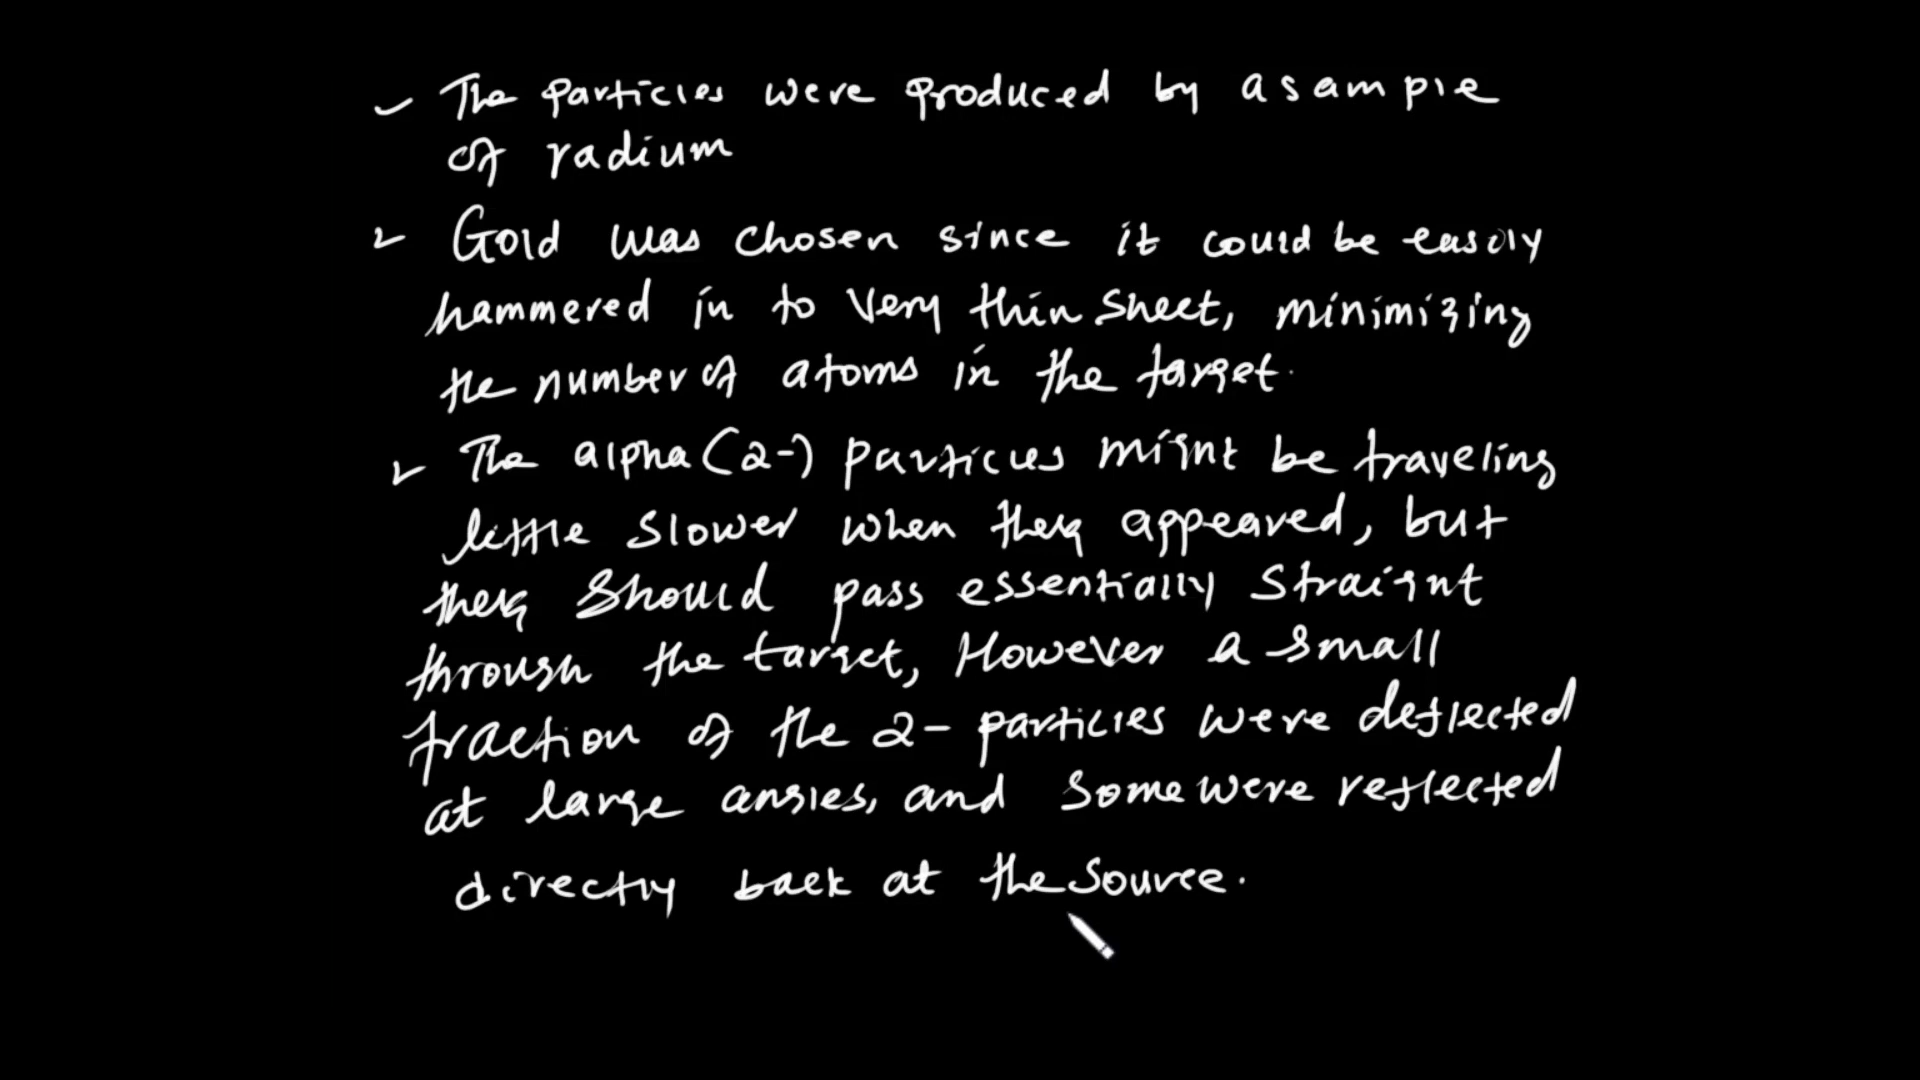 ✓ The particles were produced by a sample
of radium
✓ Gold was chosen since it could be easily
hammered in to very thin sheet, minimizing
the number of atoms in the target.
✓ The alpha (α-) particles might be traveling
little slower when they appeared, but
they should pass essentially straight
through the target, However a small
fraction of the α- particles were deflected
at large angles, and some were reflected
directly back at the source.